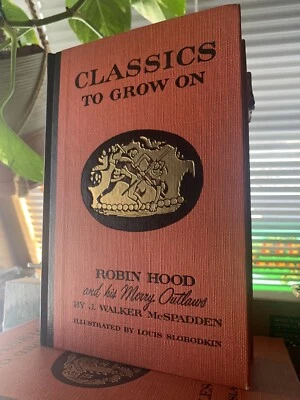 CLASSICS
TO GROW ON
ROBIN HOOD
and his Merry Outlaws
BY J. WALKER McSPADDEN
ILLUSTRATED BY LOUIS SLOBODKIN